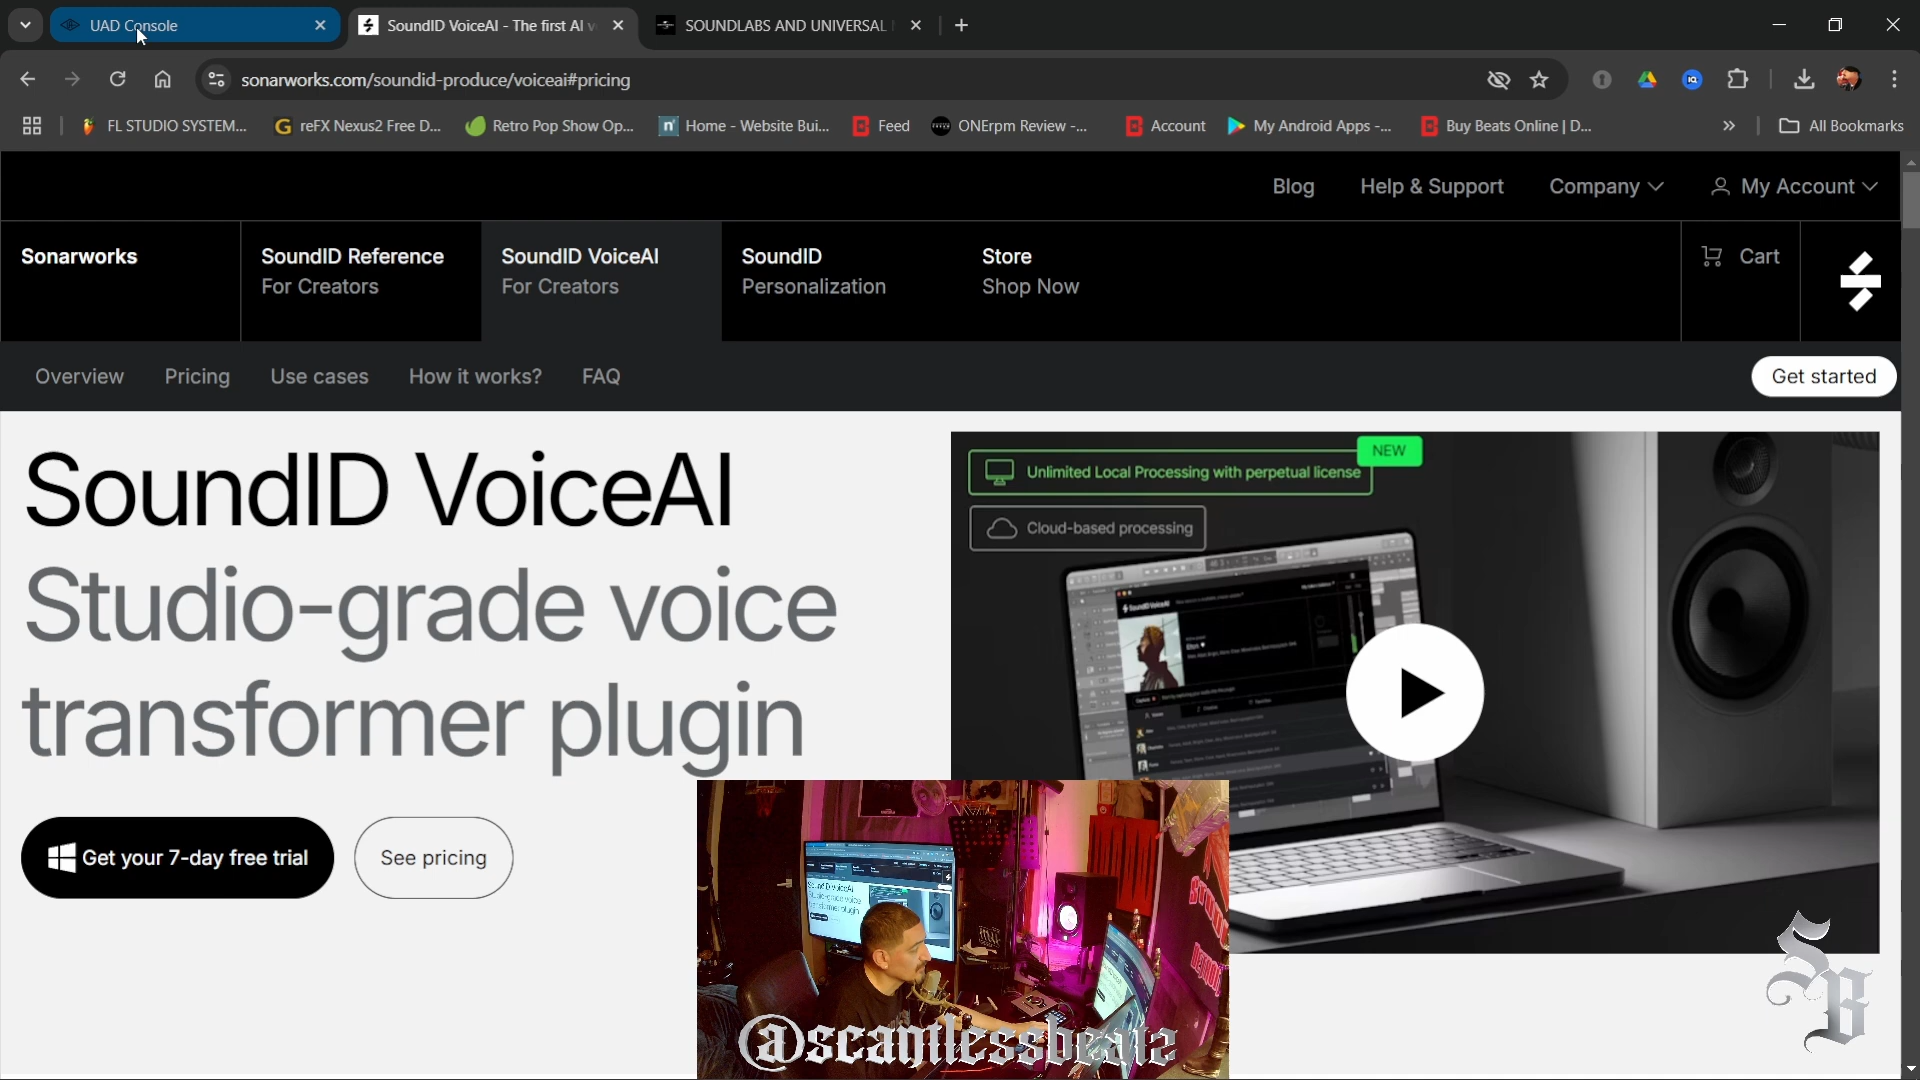 UAD Console
SoundID VoiceAI - The first AI v
SOUNDLABS AND UNIVERSAL
sonarworks.com/soundid-produce/voiceai#pricing
FL STUDIO SYSTEM...
reFX Nexus2 Free D...
Retro Pop Show Op...
Home - Website Bui...
Feed
ONErpm Review -...
Account
My Android Apps -...
Buy Beats Online | D...
All Bookmarks
Blog
Help & Support
Company
My Account
Sonarworks
SoundID Reference
For Creators
SoundID VoiceAI
For Creators
SoundID
Personalization
Store
Shop Now
Cart
Overview
Pricing
Use cases
How it works?
FAQ
Get started
SoundID VoiceAI
Studio-grade voice
transformer plugin
Get your 7-day free trial
See pricing
NEW
Unlimited Local Processing with perpetual license
Cloud-based processing
SoundID VoiceAI
@scantlessbeatz
SB